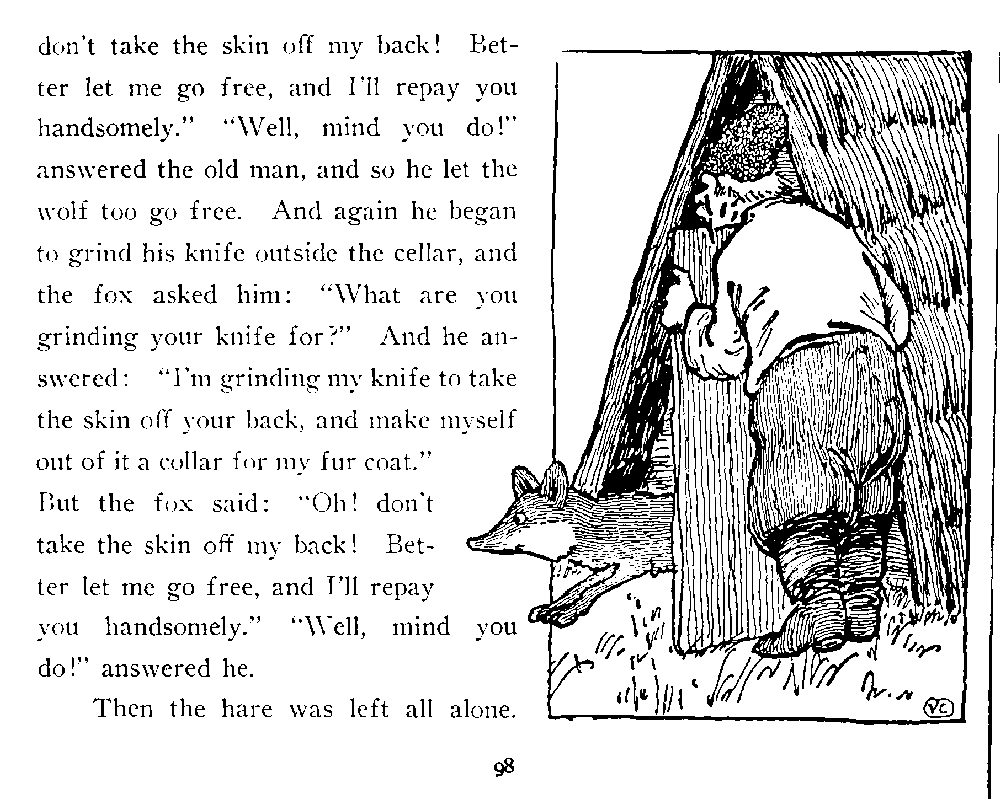 don't take the skin off my back! Bet-
ter let me go free, and I'll repay you
handsomely." "Well, mind you do!"
answered the old man, and so he let the
wolf too go free. And again he began
to grind his knife outside the cellar, and
the fox asked him: "What are you
grinding your knife for?" And he an-
swered: "I'm grinding my knife to take
the skin off your back, and make myself
out of it a collar for my fur coat."
But the fox said: "Oh! don't
take the skin off my back! Bet-
ter let me go free, and I'll repay
you handsomely." "Well, mind you
do!" answered he.
Then the hare was left all alone.
VC
98